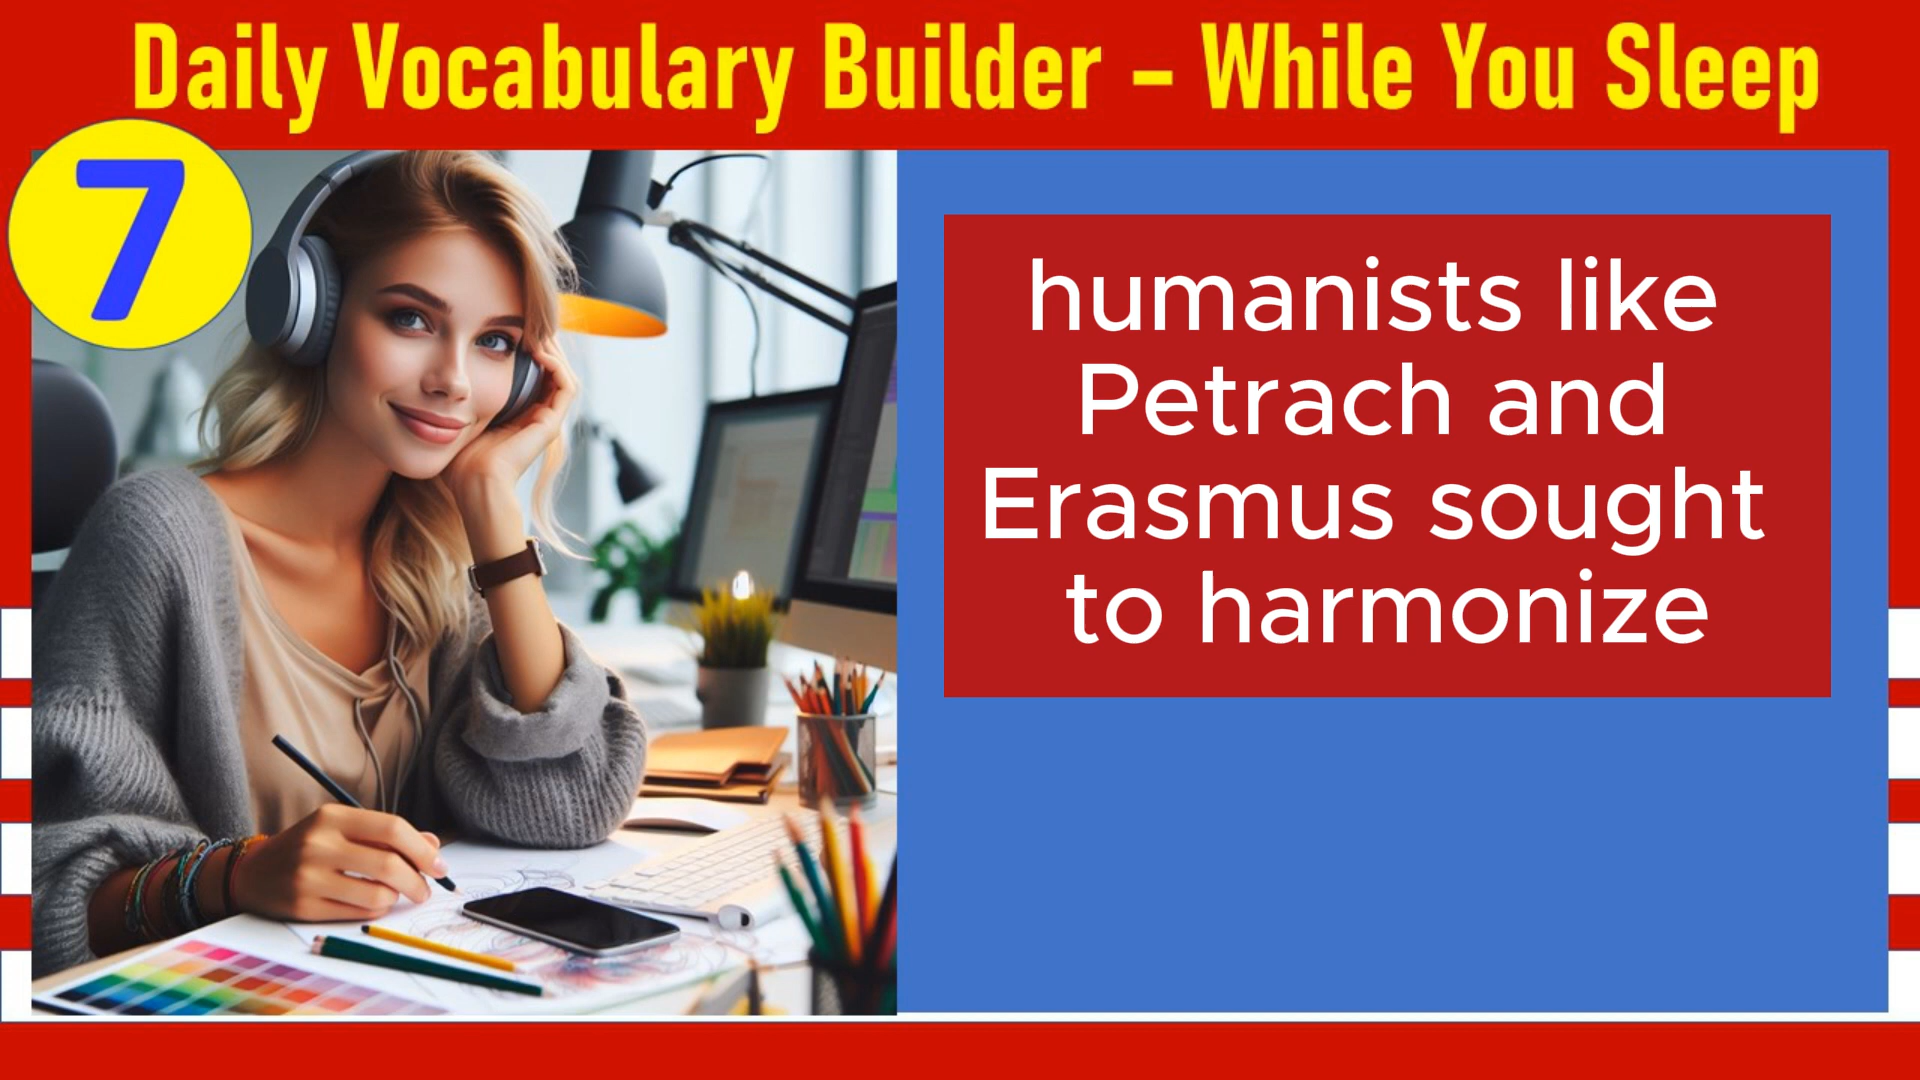 Daily Vocabulary Builder – While You Sleep
7
humanists like
Petrach and
Erasmus sought
to harmonize